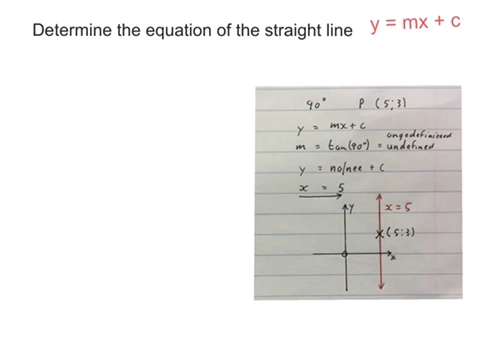 Determine the equation of the straight line y = mx + c
90° P (5;3)
y = mx + c
ongedefinieerd
m = tan(90°) = undefined
y = no/nee + c
x = 5
y
x = 5
(5;3)
x